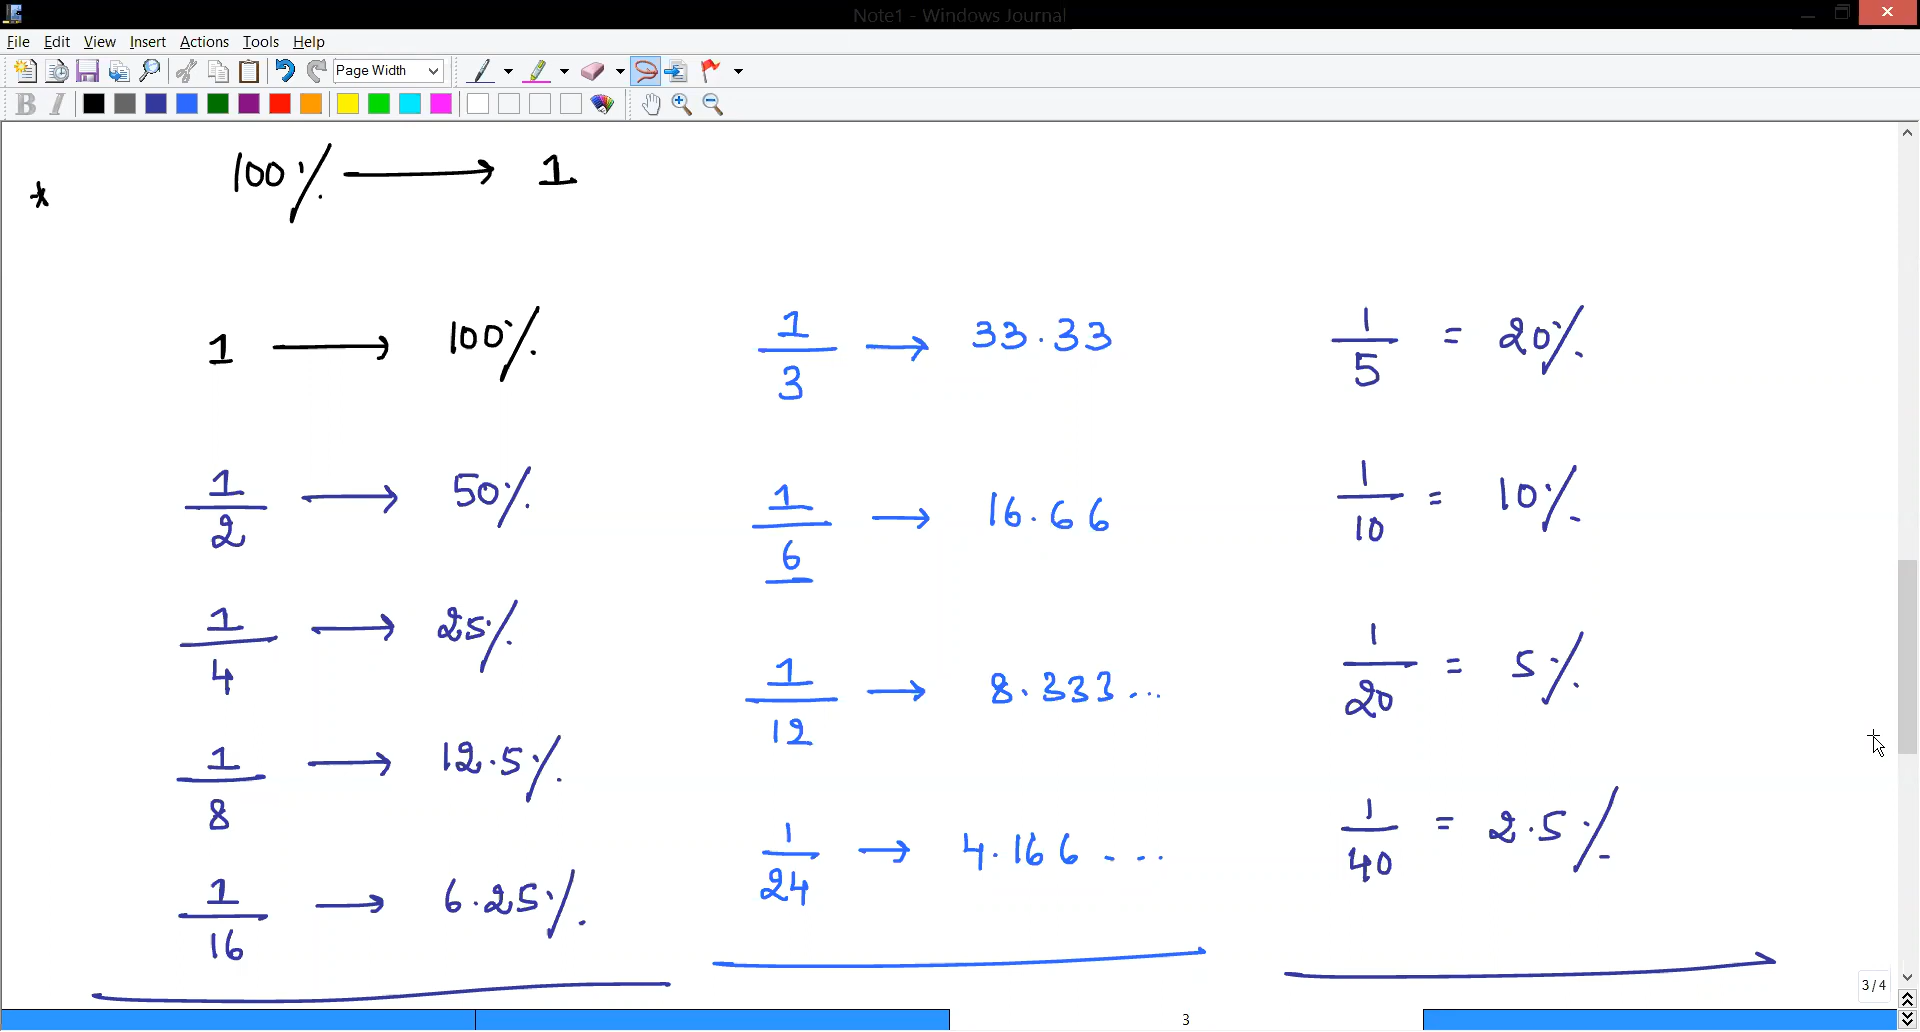 Note1 - Windows Journal
File Edit View Insert Actions Tools Help
Page Width
B I
* 100% → 1
1 → 100%
1/2 → 50%
1/4 → 25%
1/8 → 12.5%
1/16 → 6.25%
1/3 → 33.33
1/6 → 16.66
1/12 → 8.333...
1/24 → 4.166...
1/5 = 20%
1/10 = 10%
1/20 = 5%
1/40 = 2.5%
3 / 4
3